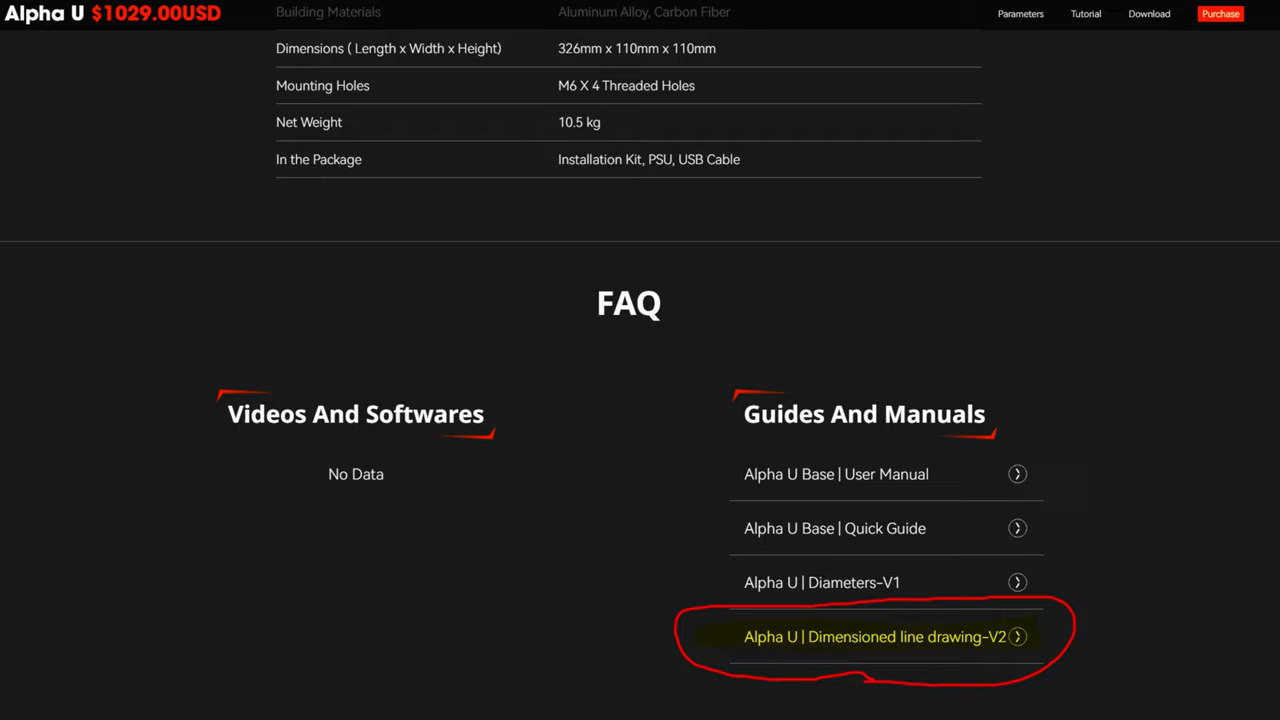 Alpha U $1029.00USD
Parameters Tutorial Download Purchase
Building Materials Aluminum Alloy, Carbon Fiber
Dimensions ( Length x Width x Height) 326mm x 110mm x 110mm
Mounting Holes M6 X 4 Threaded Holes
Net Weight 10.5 kg
In the Package Installation Kit, PSU, USB Cable
FAQ
Videos And Softwares
No Data
Guides And Manuals
Alpha U Base | User Manual
Alpha U Base | Quick Guide
Alpha U | Diameters-V1
Alpha U | Dimensioned line drawing-V2